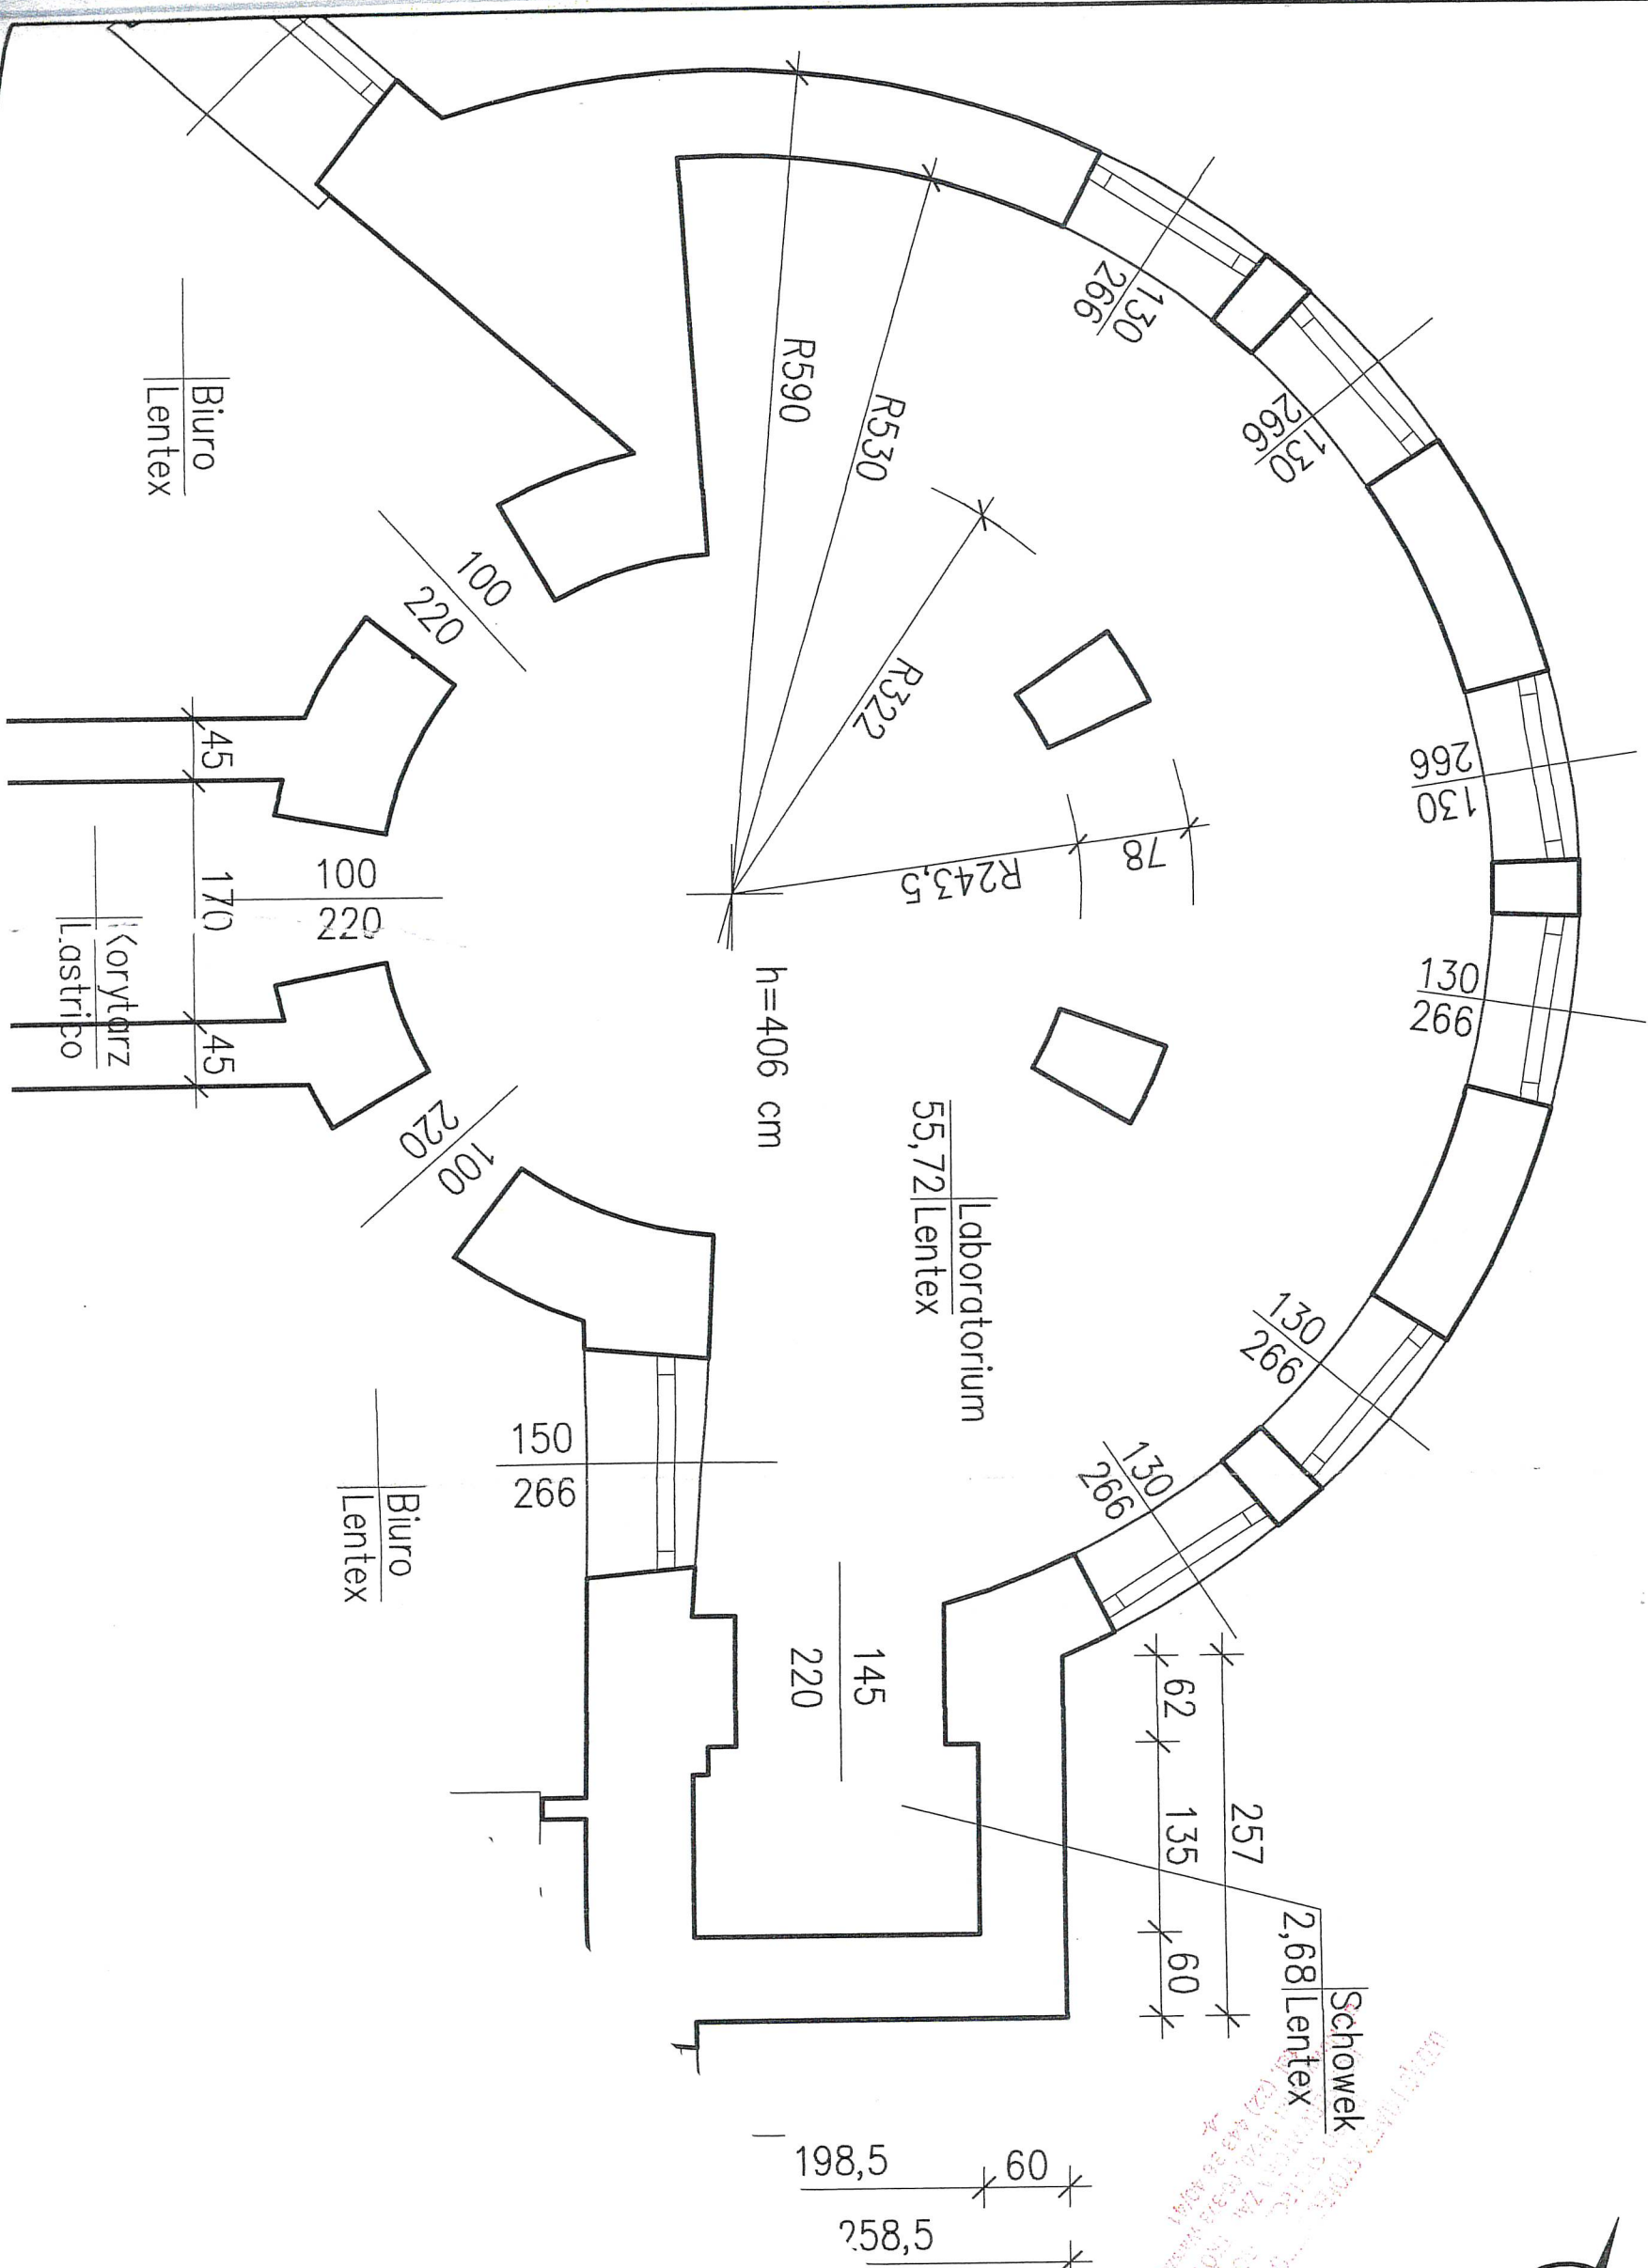 R590
R530
R322
R243,5
78
130
266
130
266
266
130
130
266
130
266
130
266
Biuro
Lentex
100
220
45
170
45
100
220
Korytarz
Lastrico
100
220
h=406 cm
Laboratorium
55,72 Lentex
150
266
Biuro
Lentex
145
220
62
135
60
257
Schowek
2,68 Lentex
198,5
60
258,5